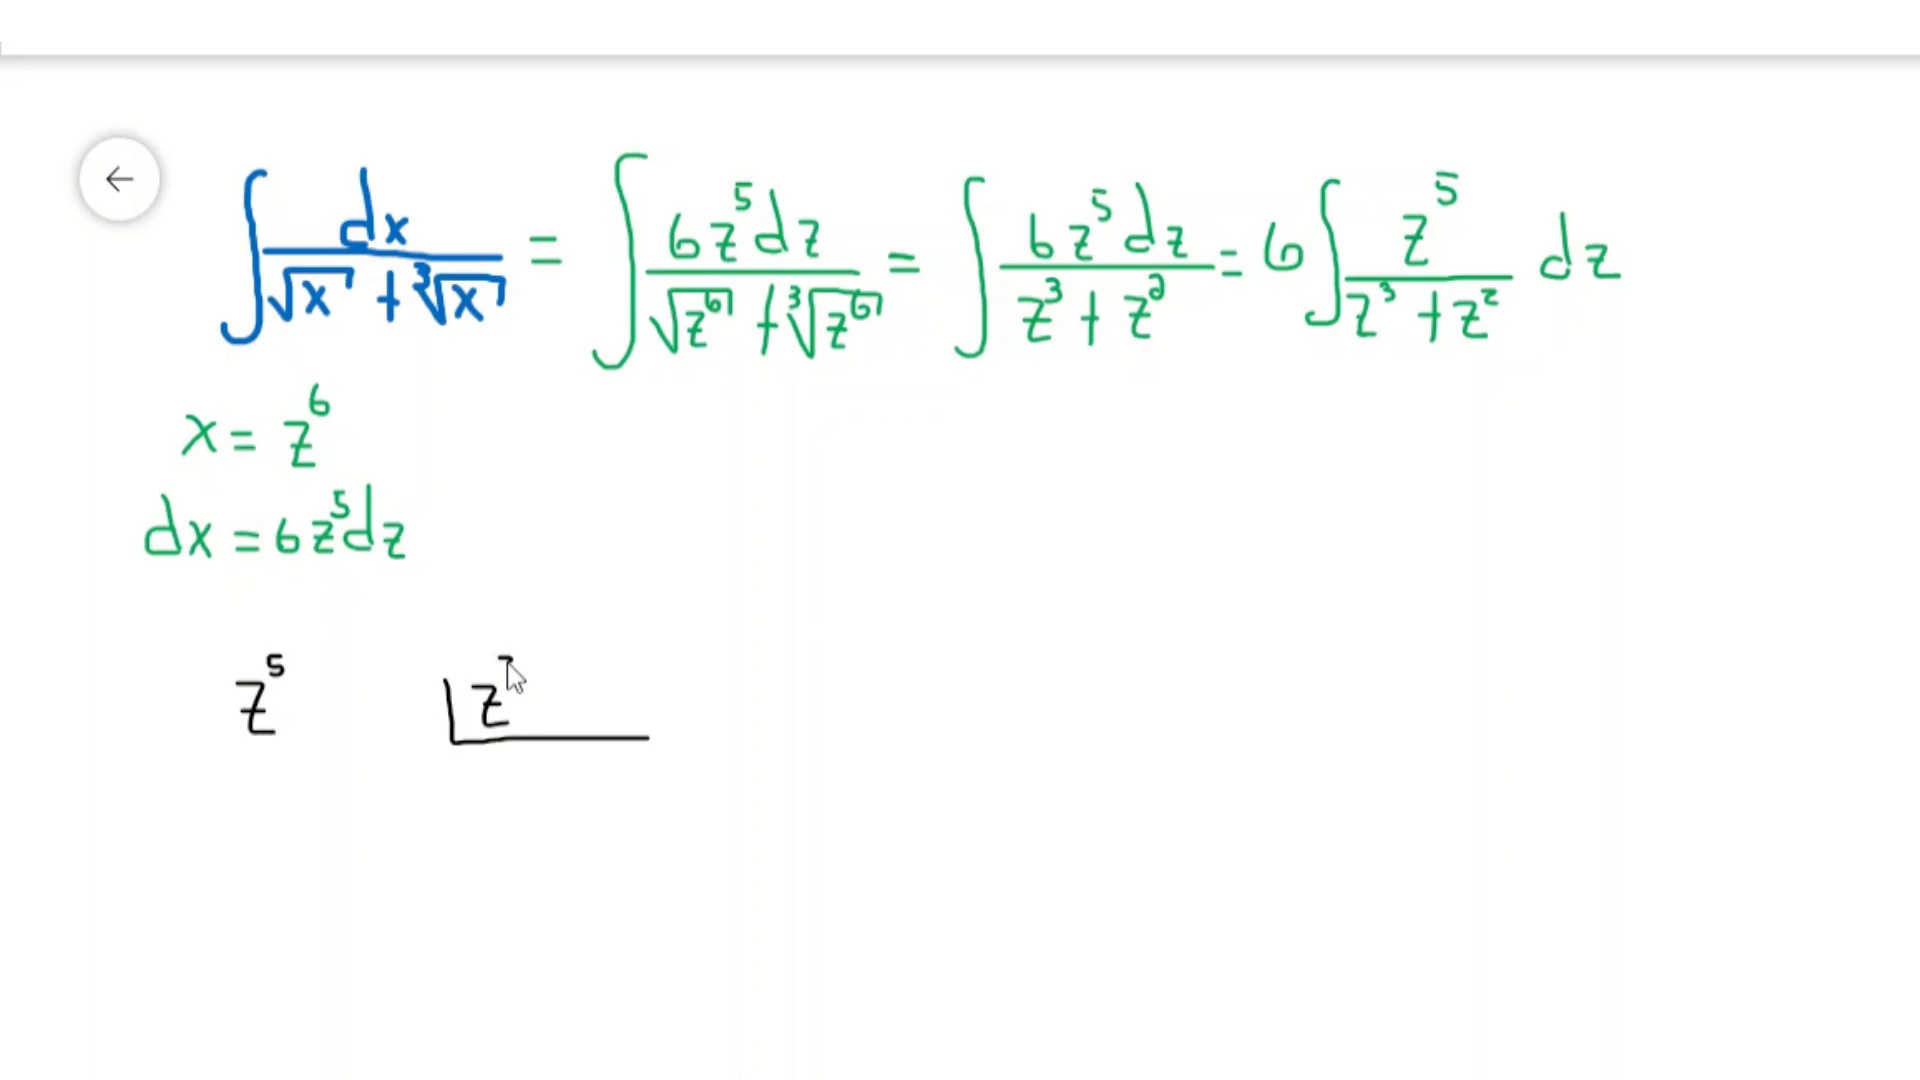 ∫ dx / (√x + ∛x) = ∫ 6z⁵dz / (√z⁶ + ∛z⁶) = ∫ 6z⁵dz / (z³ + z²) = 6 ∫ z⁵ / (z³ + z²) dz
x = z⁶
dx = 6z⁵dz
z⁵ |z